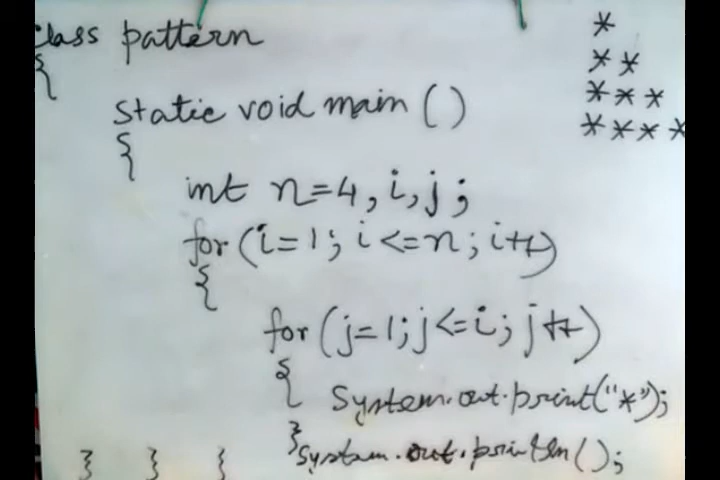 class pattern
{
static void main ()
{
int n=4, i, j;
for (i=1; i<=n; i++)
{
for (j=1; j<=i; j++)
{ System.out.print("*");
} System.out.println();
} } }
*
* *
* * *
* * * *